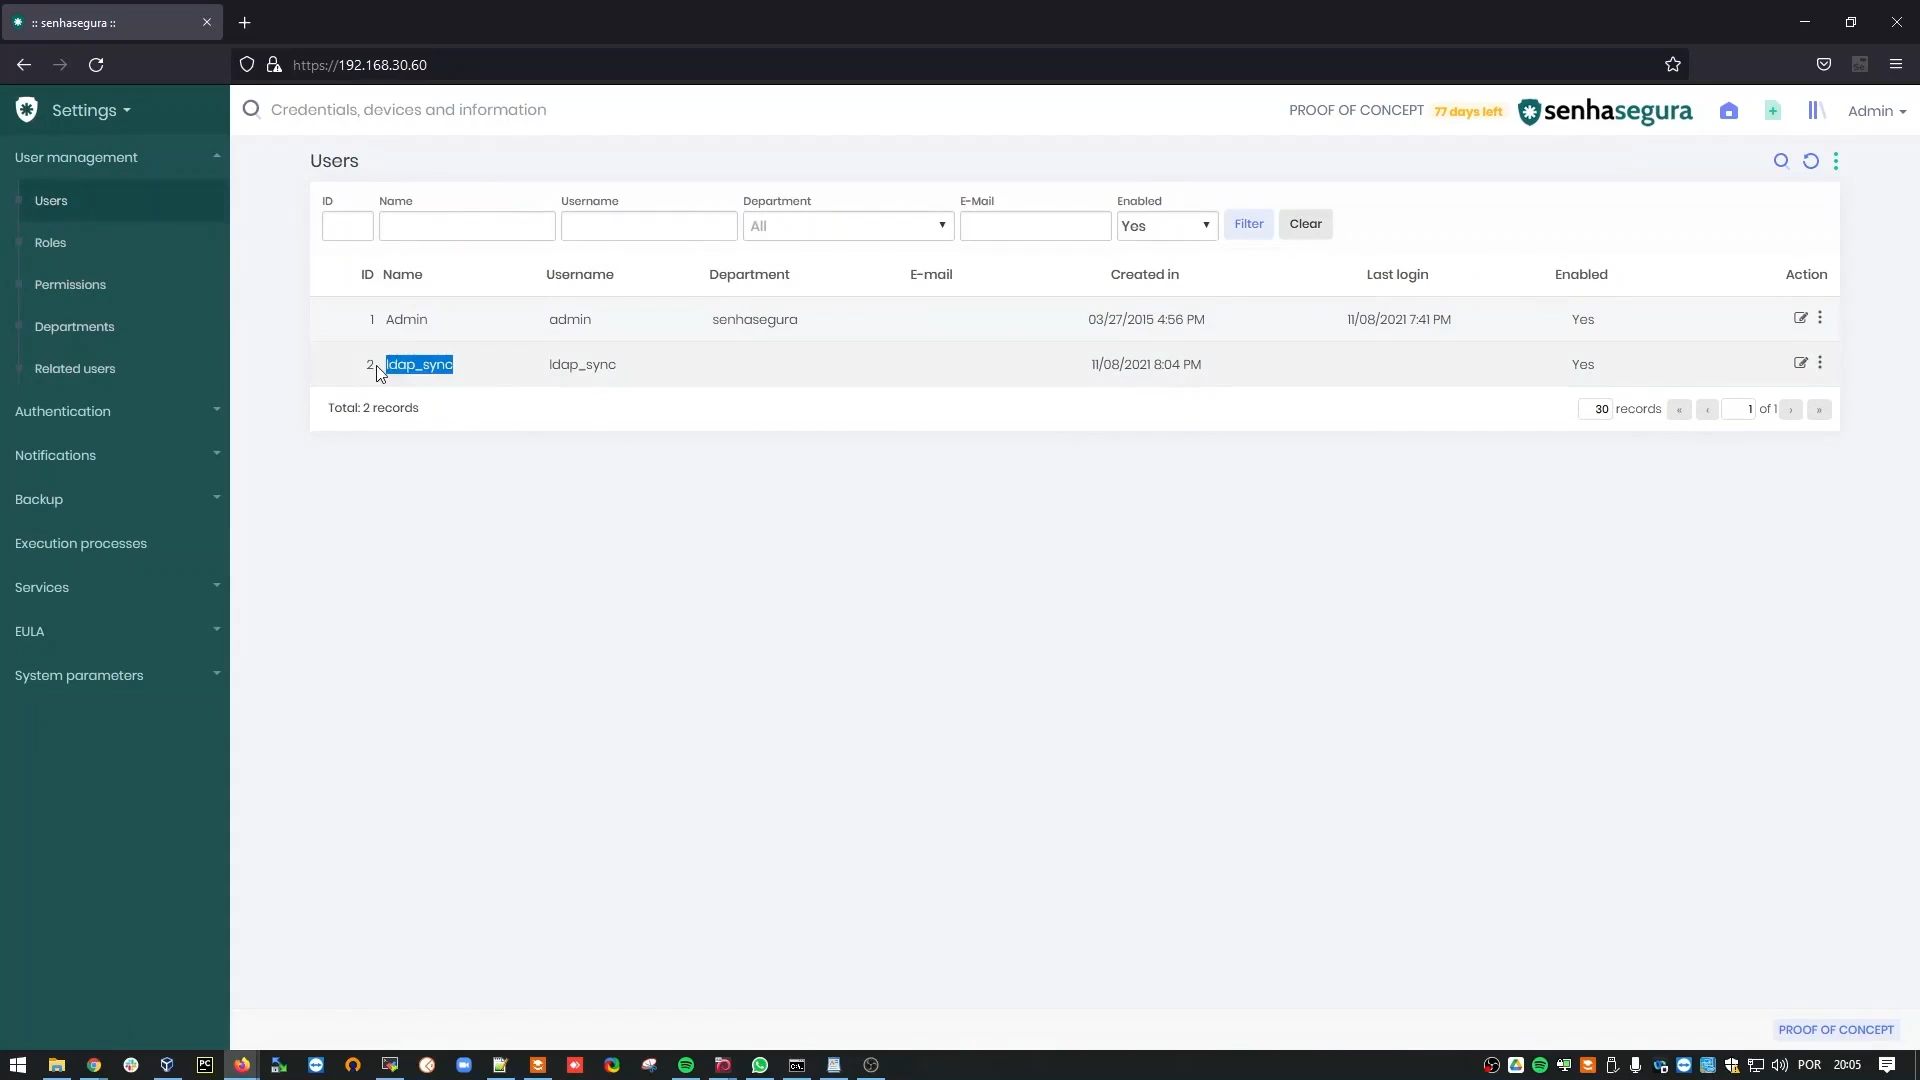 :: senhasegura ::
https://192.168.30.60
Settings
Credentials, devices and information
PROOF OF CONCEPT 77 days left senhasegura Admin
User management
Users
Roles
Permissions
Departments
Related users
Authentication
Notifications
Backup
Execution processes
Services
EULA
System parameters
Users
ID Name Username Department E-Mail Enabled
All Yes Filter Clear
ID Name Username Department E-mail Created in Last login Enabled Action
1 Admin admin senhasegura 03/27/2015 4:56 PM 11/08/2021 7:41 PM Yes
2 ldap_sync ldap_sync 11/08/2021 8:04 PM Yes
Total: 2 records 30 records « ‹ 1 of 1 › »
PROOF OF CONCEPT
PC POR 20:05